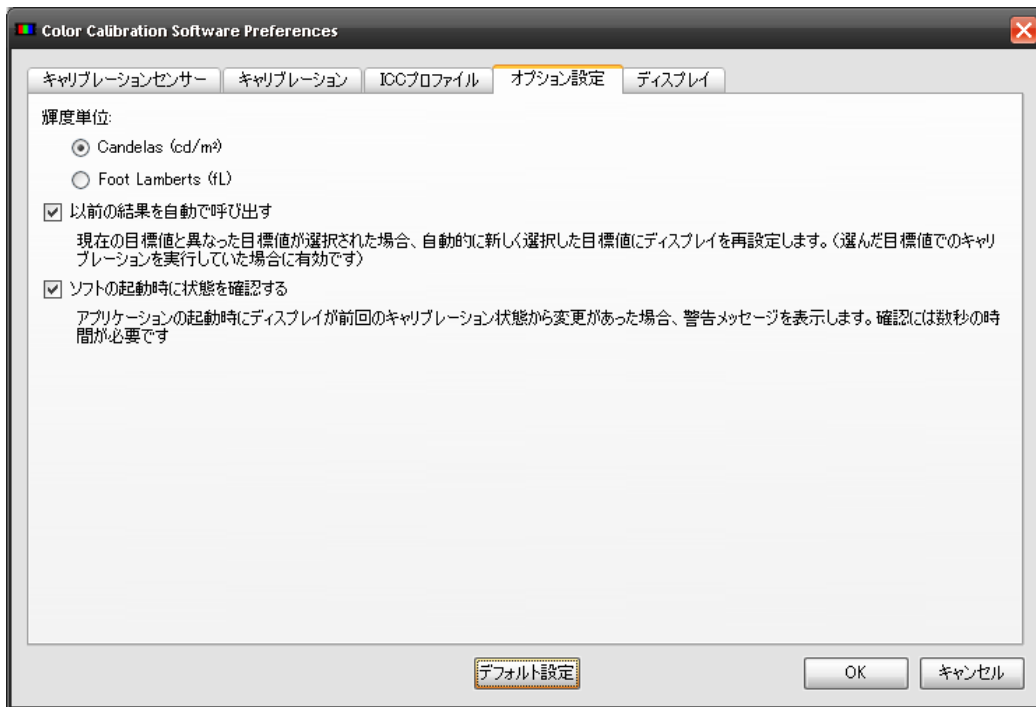 Color Calibration Software Preferences
キャリブレーションセンサー
キャリブレーション
ICCプロファイル
オプション設定
ディスプレイ
輝度単位:
Candelas (cd/m²)
Foot Lamberts (fL)
以前の結果を自動で呼び出す
現在の目標値と異なった目標値が選択された場合、自動的に新しく選択した目標値にディスプレイを再設定します。(選んだ目標値でのキャリ
ブレーションを実行していた場合に有効です)
ソフトの起動時に状態を確認する
アプリケーションの起動時にディスプレイが前回のキャリブレーション状態から変更があった場合、警告メッセージを表示します。確認には数秒の時
間が必要です
デフォルト設定
OK
キャンセル